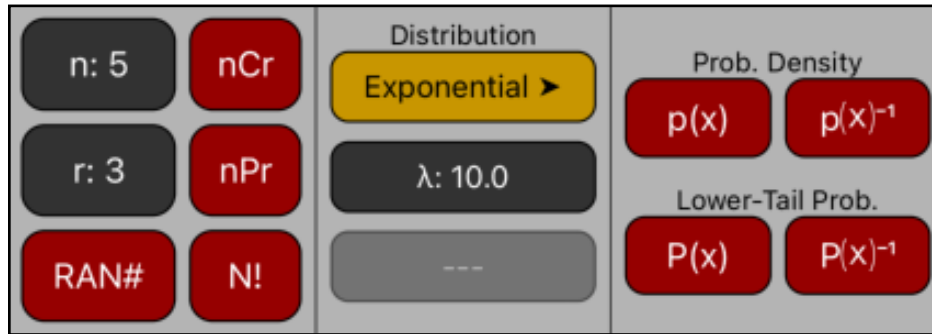 n: 5
nCr
r: 3
nPr
RAN#
N!
Distribution
Exponential ➤
λ: 10.0
---
Prob. Density
p(x)
p(x)⁻¹
Lower-Tail Prob.
P(x)
P(x)⁻¹